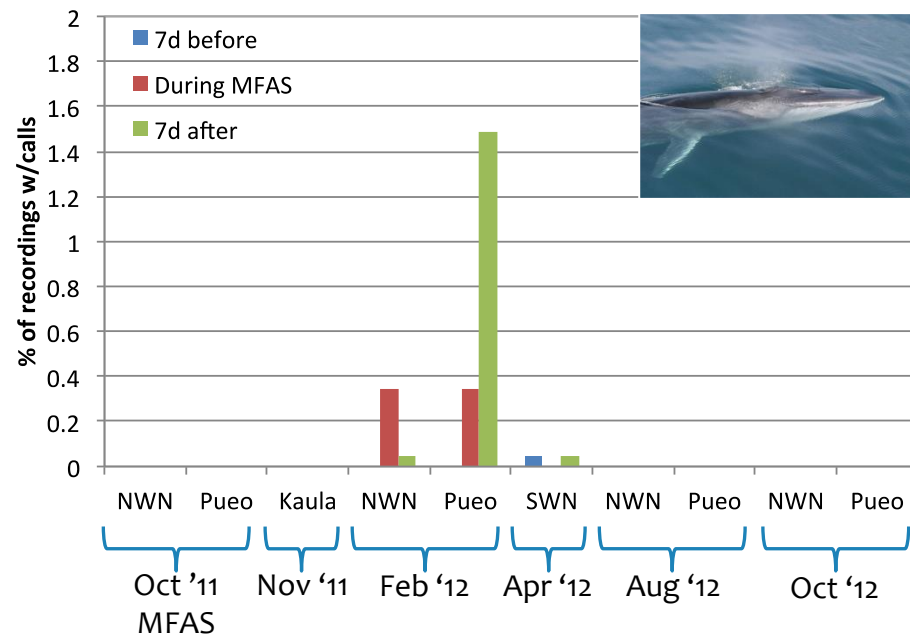 2
1.8
1.6
1.4
1.2
1
0.8
0.6
0.4
0.2
0
% of recordings w/calls
7d before
During MFAS
7d after
NWN Pueo Kaula NWN Pueo SWN NWN Pueo NWN Pueo
Oct ’11 Nov ‘11 Feb ‘12 Apr ‘12 Aug ‘12 Oct ‘12
MFAS